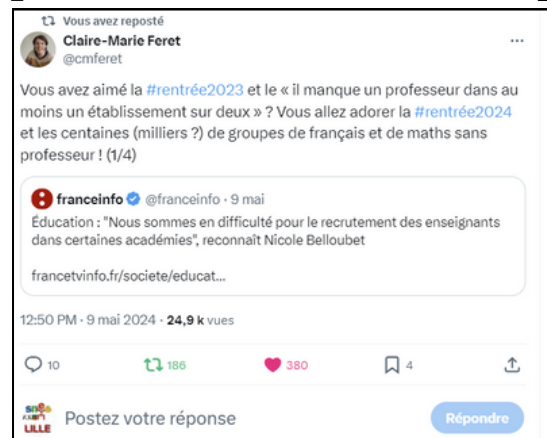 Vous avez reposté
Claire-Marie Feret
@cmferet
Vous avez aimé la #rentrée2023 et le « il manque un professeur dans au
moins un établissement sur deux » ? Vous allez adorer la #rentrée2024
et les centaines (milliers ?) de groupes de français et de maths sans
professeur ! (1/4)
franceinfo @franceinfo · 9 mai
Éducation : "Nous sommes en difficulté pour le recrutement des enseignants
dans certaines académies", reconnaît Nicole Belloubet
francetvinfo.fr/societe/educat...
12:50 PM · 9 mai 2024 · 24,9 k vues
10 186 380 4
LILLE
Postez votre réponse Répondre